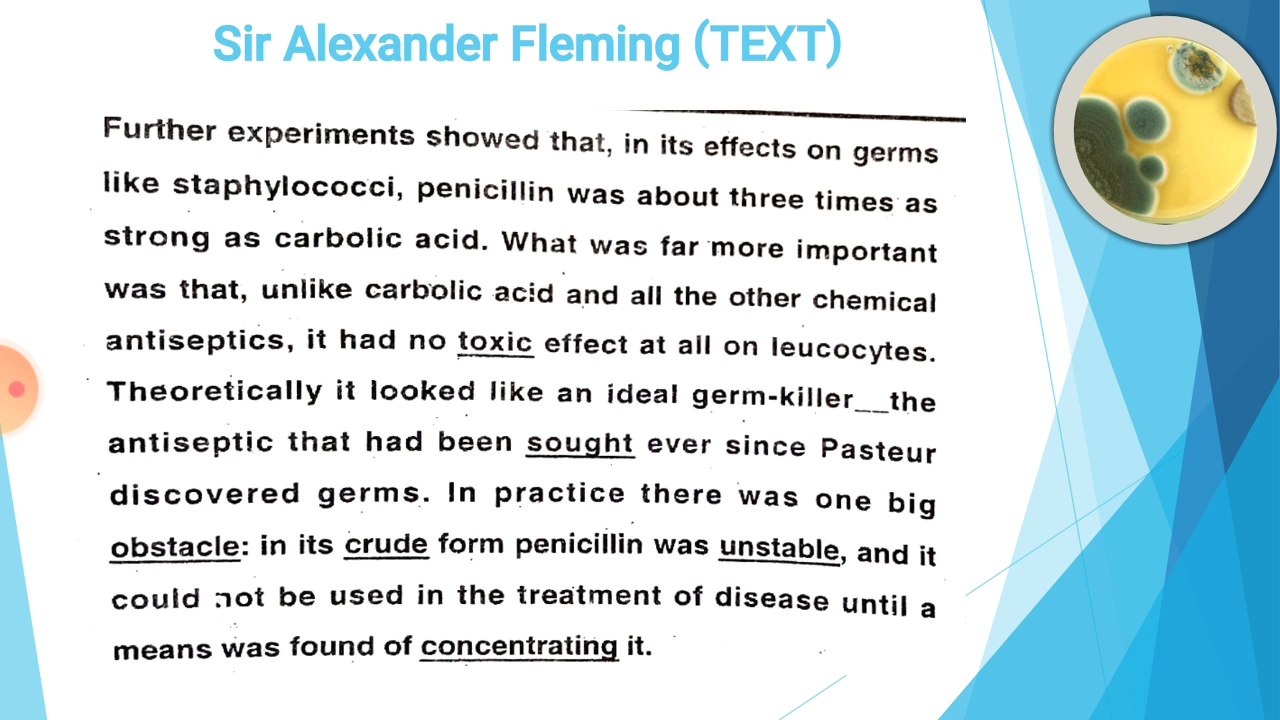 Sir Alexander Fleming (TEXT)
Further experiments showed that, in its effects on germs
like staphylococci, penicillin was about three times as
strong as carbolic acid. What was far more important
was that, unlike carbolic acid and all the other chemical
antiseptics, it had no toxic effect at all on leucocytes.
Theoretically it looked like an ideal germ-killer__the
antiseptic that had been sought ever since Pasteur
discovered germs. In practice there was one big
obstacle: in its crude form penicillin was unstable, and it
could not be used in the treatment of disease until a
means was found of concentrating it.